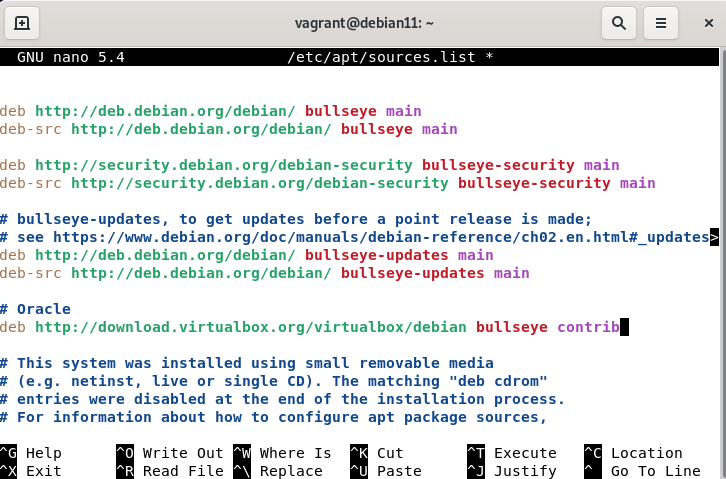 vagrant@debian11: ~
GNU nano 5.4 /etc/apt/sources.list *
deb http://deb.debian.org/debian/ bullseye main
deb-src http://deb.debian.org/debian/ bullseye main
deb http://security.debian.org/debian-security bullseye-security main
deb-src http://security.debian.org/debian-security bullseye-security main
# bullseye-updates, to get updates before a point release is made;
# see https://www.debian.org/doc/manuals/debian-reference/ch02.en.html#_updates>
deb http://deb.debian.org/debian/ bullseye-updates main
deb-src http://deb.debian.org/debian/ bullseye-updates main
# Oracle
deb http://download.virtualbox.org/virtualbox/debian bullseye contrib
# This system was installed using small removable media
# (e.g. netinst, live or single CD). The matching "deb cdrom"
# entries were disabled at the end of the installation process.
# For information about how to configure apt package sources,
^G Help ^O Write Out ^W Where Is ^K Cut ^T Execute ^C Location
^X Exit ^R Read File ^\ Replace ^U Paste ^J Justify ^ Go To Line